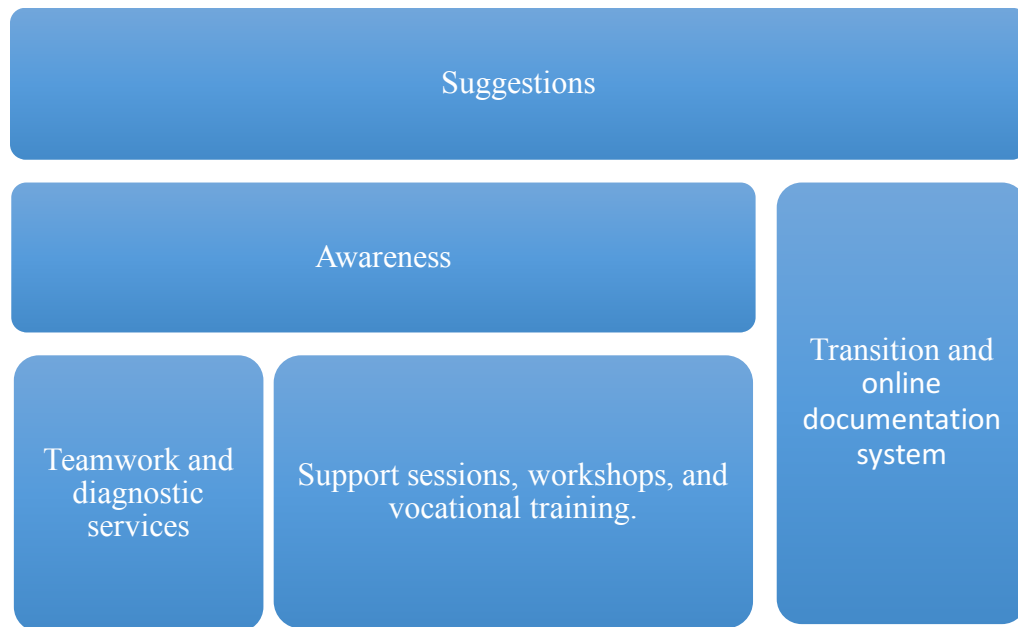 Suggestions
Awareness
Transition and
online
documentation
system
Teamwork and
diagnostic
services
Support sessions, workshops, and
vocational training.